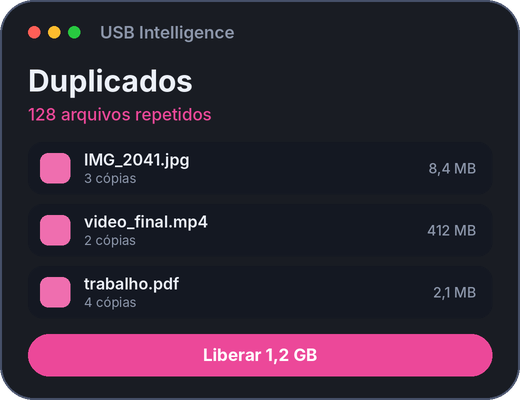 USB Intelligence
Duplicados
128 arquivos repetidos
IMG_2041.jpg
3 cópias
8,4 MB
video_final.mp4
2 cópias
412 MB
trabalho.pdf
4 cópias
2,1 MB
Liberar 1,2 GB